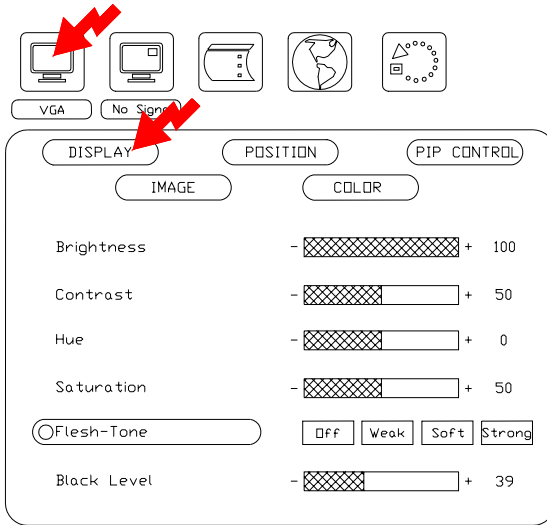 VGA No Signal
DISPLAY POSITION PIP CONTROL
IMAGE COLOR
Brightness - + 100
Contrast - + 50
Hue - + 0
Saturation - + 50
Flesh-Tone Off Weak Soft Strong
Black Level - + 39